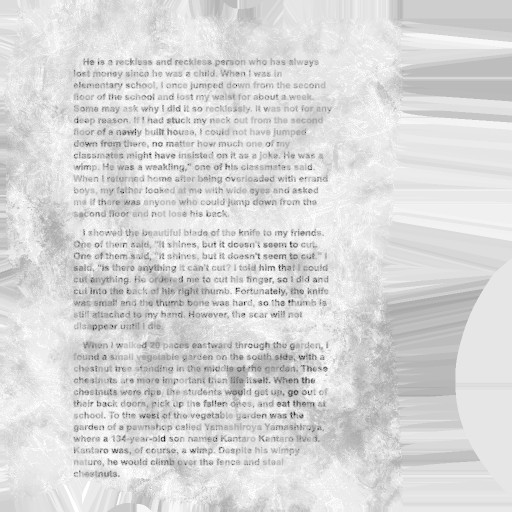 He is a reckless and reckless person who has always
lost money since he was a child. When I was in
elementary school, I once jumped down from the second
floor of the school and lost my waist for about a week.
Some may ask why I did it so recklessly. It was not for any
deep reason. If I had stuck my neck out from the second
floor of a newly built house, I could not have jumped
down from there, no matter how much one of my
classmates might have insisted on it as a joke. He was a
wimp. He was a weakling," one of his classmates said.
When I returned home after being overloaded with errand
boys, my father looked at me with wide eyes and asked
me if there was anyone who could jump down from the
second floor and not lose his back.
I showed the beautiful blade of the knife to my friends.
One of them said, "It shines, but it doesn't seem to cut.
One of them said, "It shines, but it doesn't seem to cut." I
said, "Is there anything it can't cut? I told him that I could
cut anything. He ordered me to cut his finger, so I did and
cut into the back of his right thumb. Fortunately, the knife
was small and the thumb bone was hard, so the thumb is
still attached to my hand. However, the scar will not
disappear until I die.
When I walked 20 paces eastward through the garden, I
found a small vegetable garden on the south side, with a
chestnut tree standing in the middle of the garden. These
chestnuts are more important than life itself. When the
chestnuts were ripe, the students would get up, go out of
their back doors, pick up the fallen ones, and eat them at
school. To the west of the vegetable garden was the
garden of a pawnshop called Yamashiroya Yamashiroya,
where a 134-year-old son named Kantaro Kantaro lived.
Kantaro was, of course, a wimp. Despite his wimpy
nature, he would climb over the fence and steal
chestnuts.